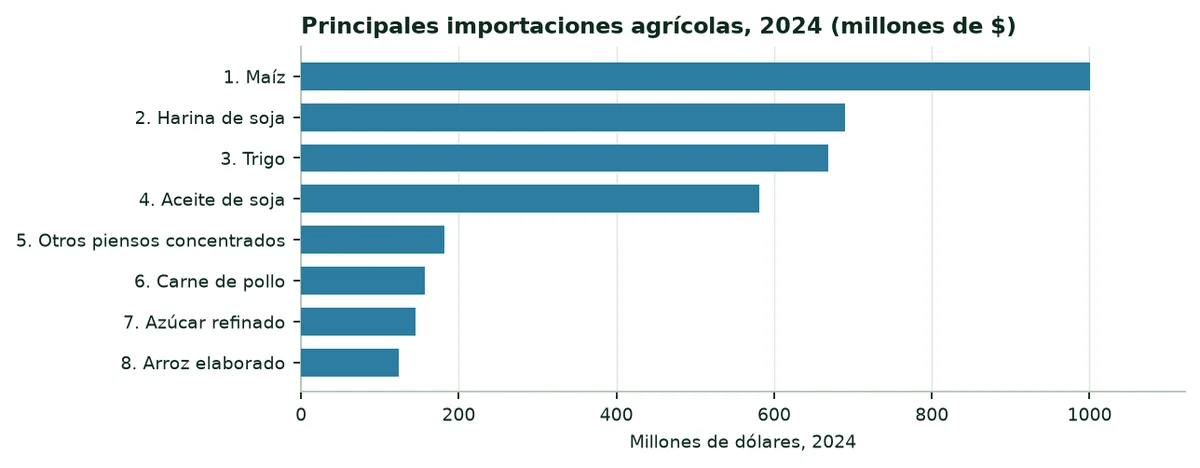 Principales importaciones agrícolas, 2024 (millones de $)
1. Maíz
2. Harina de soja
3. Trigo
4. Aceite de soja
5. Otros piensos concentrados
6. Carne de pollo
7. Azúcar refinado
8. Arroz elaborado
0 200 400 600 800 1000
Millones de dólares, 2024